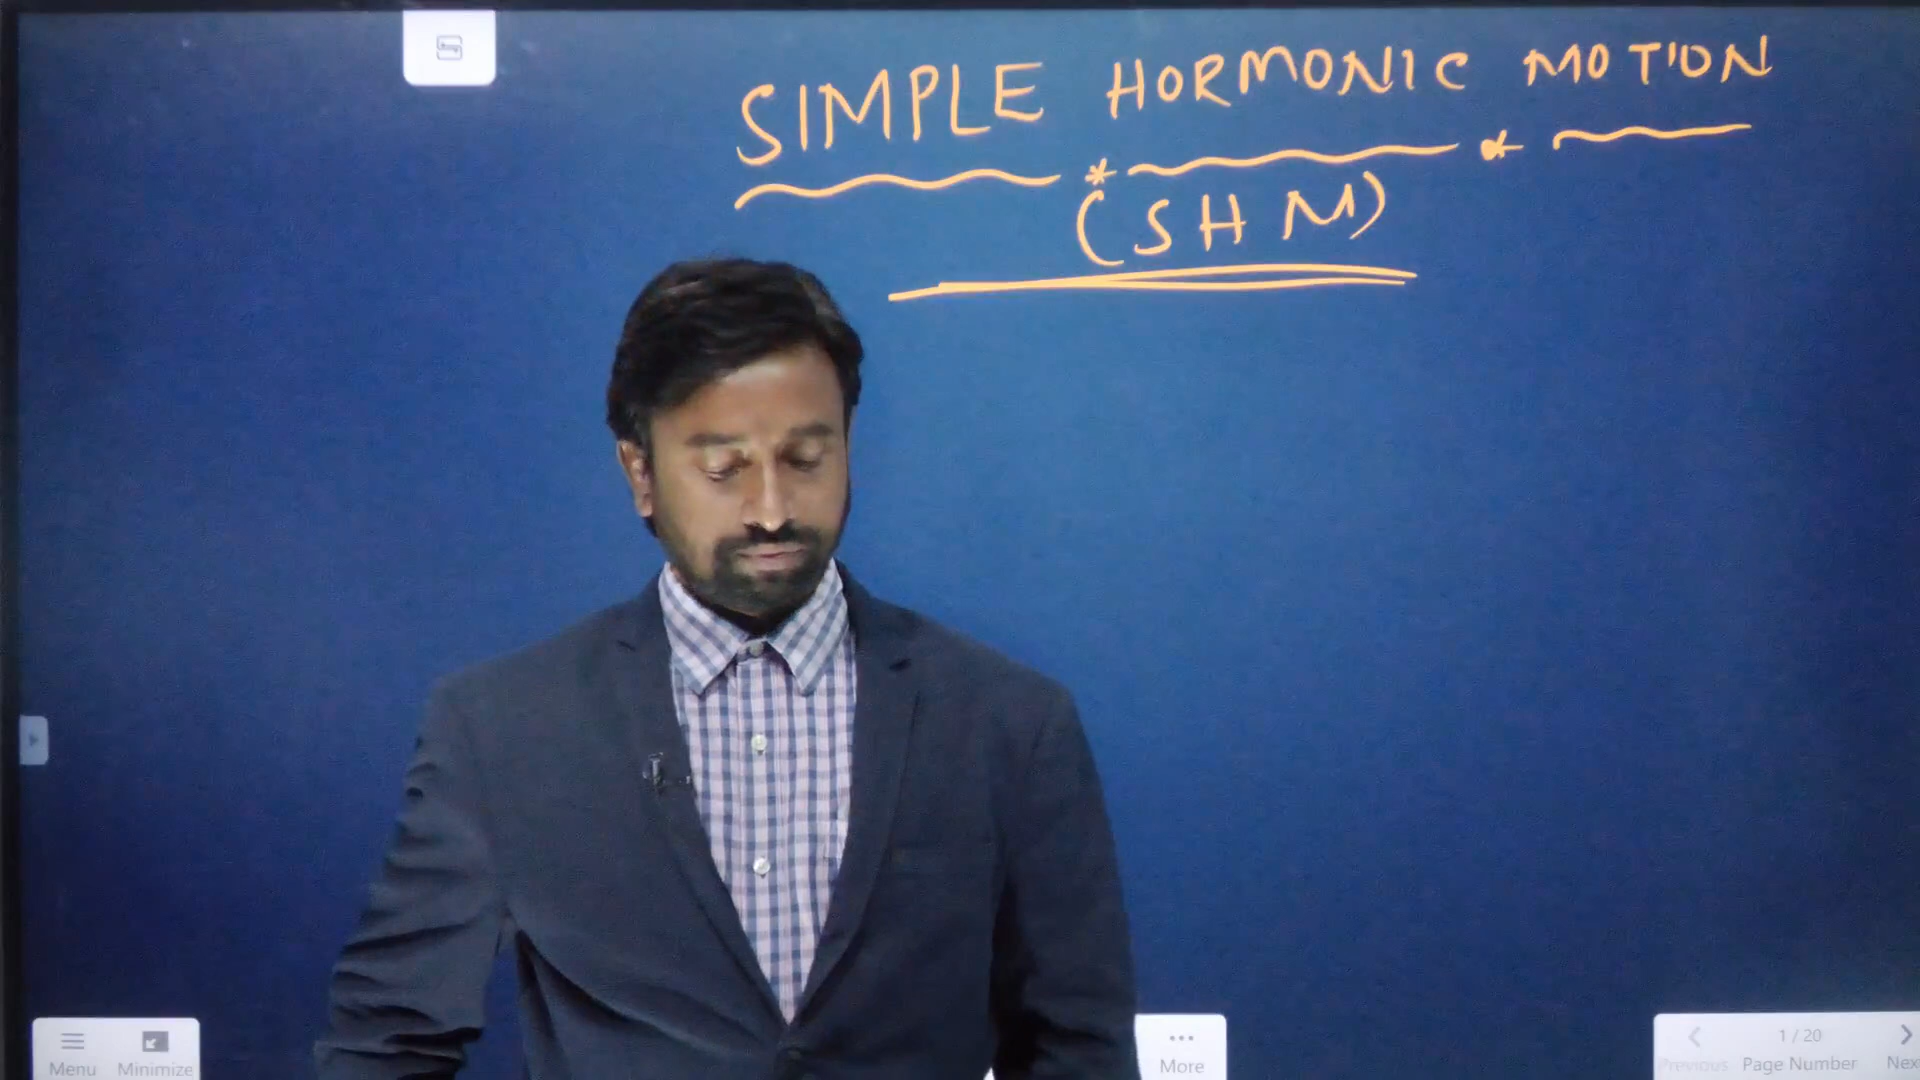 SIMPLE HORMONIC MOTION
(SHM)
Menu Minimize
More
Previous 1 / 20 Page Number Nex